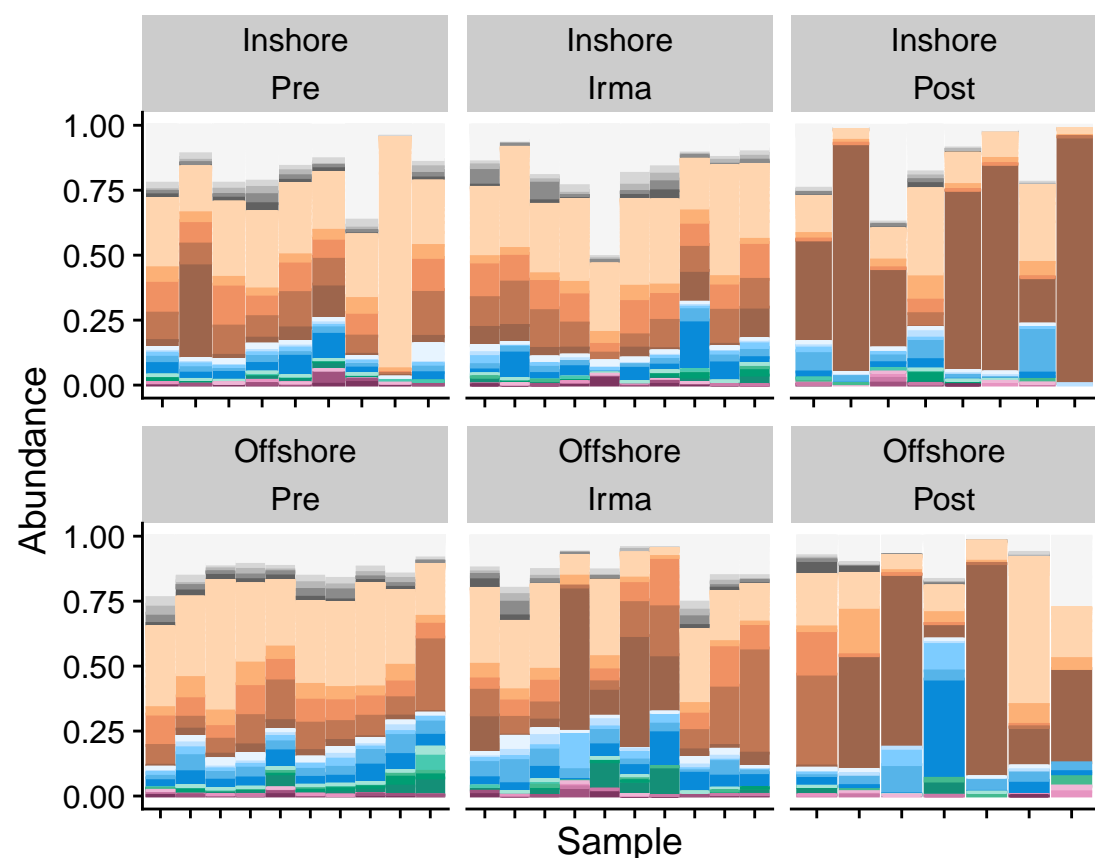 Inshore
Pre
Inshore
Irma
Inshore
Post
1.00
0.75
0.50
0.25
0.00
Offshore
Pre
Offshore
Irma
Offshore
Post
1.00
0.75
0.50
0.25
0.00
Abundance
Sample